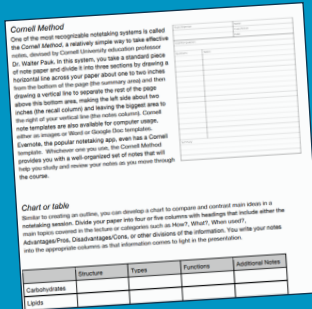 Cornell Method
One of the most recognizable notetaking systems is called
the Cornell Method, a relatively simple way to take effective
notes, devised by Cornell University education professor
Dr. Walter Pauk. In this system, you take a standard piece
of note paper and divide it into three sections by drawing a
horizontal line across your paper about one to two inches
from the bottom of the page (the summary area) and then
drawing a vertical line to separate the rest of the page
above this bottom area, making the left side about two
inches (the recall column) and leaving the biggest area to
the right of your vertical line (the notes column). Cornell
note templates are also available for computer usage,
either as images or Word or Google Doc templates.
Evernote, the popular notetaking app, even has a Cornell
template. Whichever one you use, the Cornell Method
provides you with a well-organized set of notes that will
help you study and review your notes as you move through
the course.
Chart or table
Similar to creating an outline, you can develop a chart to compare and contrast main ideas in a
notetaking session. Divide your paper into four or five columns with headings that include either the
main topics covered in the lecture or categories such as How?, What?, When used?,
Advantages/Pros, Disadvantages/Cons, or other divisions of the information. You write your notes
into the appropriate columns as that information comes to light in the presentation.
Structure Types Functions Additional Notes
Carbohydrates
Lipids